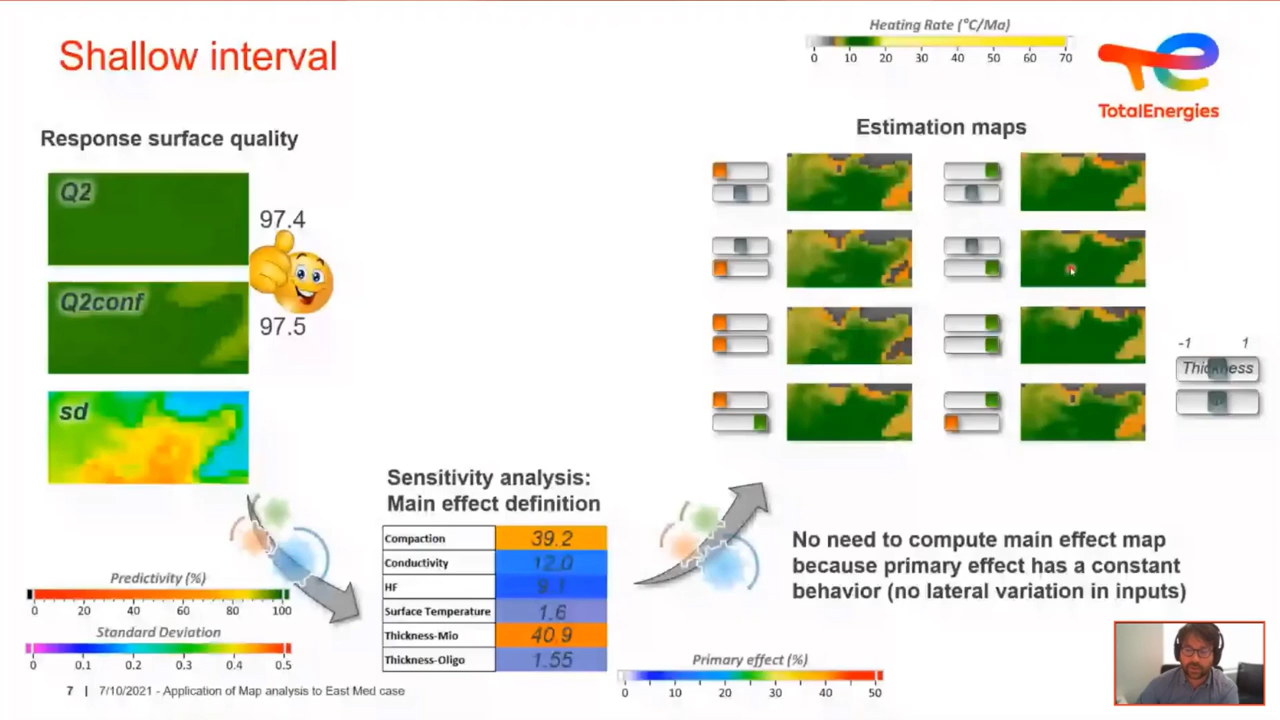 Shallow interval
Heating Rate (°C/Ma)
0 10 20 30 40 50 60 70
TotalEnergies
Response surface quality
Q2
97.4
Q2conf
97.5
sd
Estimation maps
-1 1
Thickness
Sensitivity analysis:
Main effect definition
Compaction 39.2
Conductivity 12.0
HF 9.1
Surface Temperature 1.6
Thickness-Mio 40.9
Thickness-Oligo 1.55
No need to compute main effect map
because primary effect has a constant
behavior (no lateral variation in inputs)
Predictivity (%)
0 20 40 60 80 100
Standard Deviation
0 0.1 0.2 0.3 0.4 0.5
Primary effect (%)
0 10 20 30 40 50
7 | 7/10/2021 - Application of Map analysis to East Med case